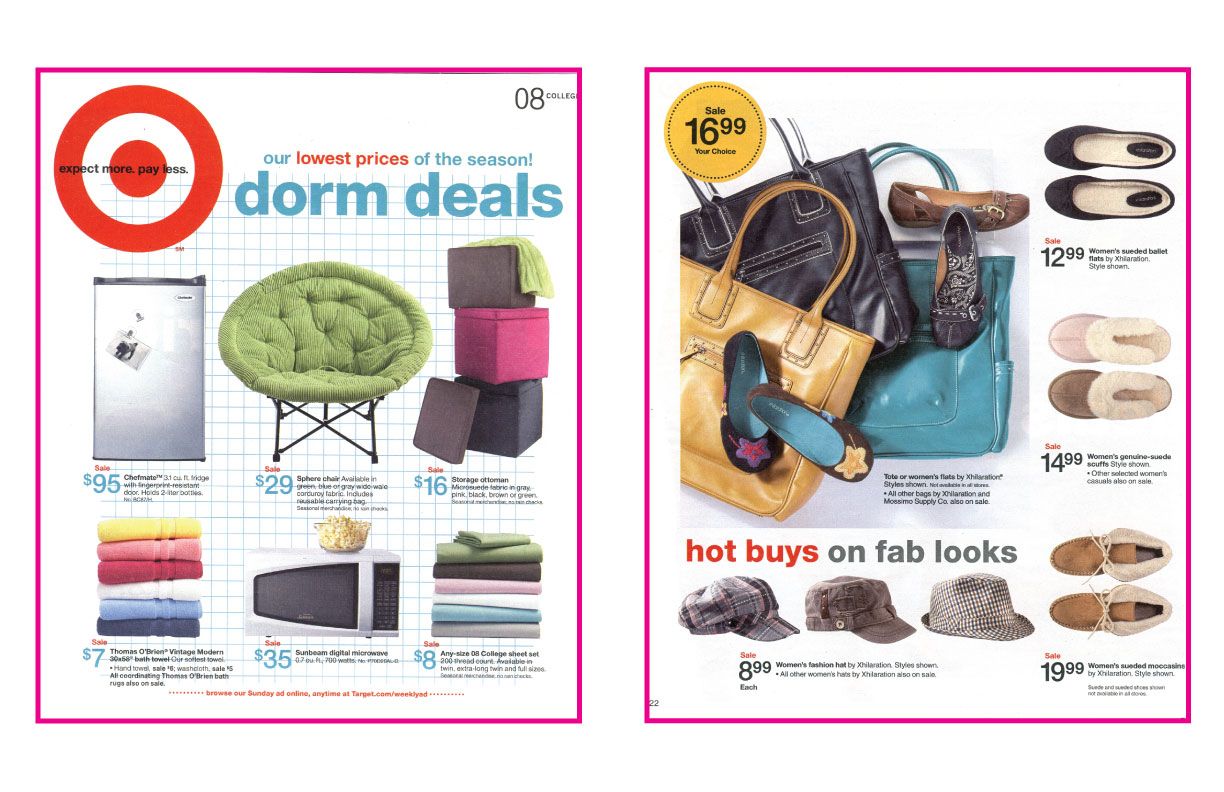 08 COLLEGE
expect more. pay less.
SM
our lowest prices of the season!
dorm deals
Chefmate
Sale
$95
Chefmate™ 3.1 cu. ft. fridge
with fingerprint-resistant
door. Holds 2-liter bottles.
Sale
$29
Sphere chair Available in
green, blue or gray wide-wale
corduroy fabric. Includes
reusable carrying bag.
Seasonal merchandise; no rain checks.
Sale
$16
Storage ottoman
Microsuede fabric in gray,
pink, black, brown or green.
Seasonal merchandise; no rain checks.
Sale
$7
Thomas O'Brien® Vintage Modern
30x58" bath towel Our softest towel.
• Hand towel, sale $6; washcloth, sale $5
All coordinating Thomas O'Brien bath
rugs also on sale.
Sale
$35
Sunbeam digital microwave
0.7 cu. ft., 700 watts.
Sale
$8
Any-size 08 College sheet set
200 thread count. Available in
twin, extra-long twin and full sizes.
Seasonal merchandise; no rain checks.
browse our Sunday ad online, anytime at Target.com/weeklyad
Sale
16.99
Your Choice
Sale
12.99
Women's sueded ballet
flats by Xhilaration.
Style shown.
Sale
14.99
Women's genuine-suede
scuffs Style shown.
• Other selected women's
casuals also on sale.
Tote or women's flats by Xhilaration.®
Styles shown. Not available in all stores.
• All other bags by Xhilaration and
Mossimo Supply Co. also on sale.
hot buys on fab looks
Sale
8.99
Each
Women's fashion hat by Xhilaration. Styles shown.
• All other women's hats by Xhilaration also on sale.
Sale
19.99
Women's sueded moccasins
by Xhilaration. Style shown.
Suede and sueded shoes shown
not available in all stores.
22